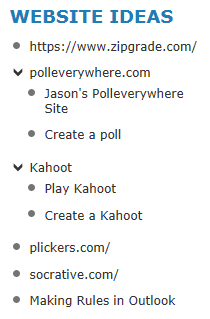 WEBSITE IDEAS
https://www.zipgrade.com/
polleverywhere.com
Jason's Polleverywhere
Site
Create a poll
Kahoot
Play Kahoot
Create a Kahoot
plickers.com/
socrative.com/
Making Rules in Outlook